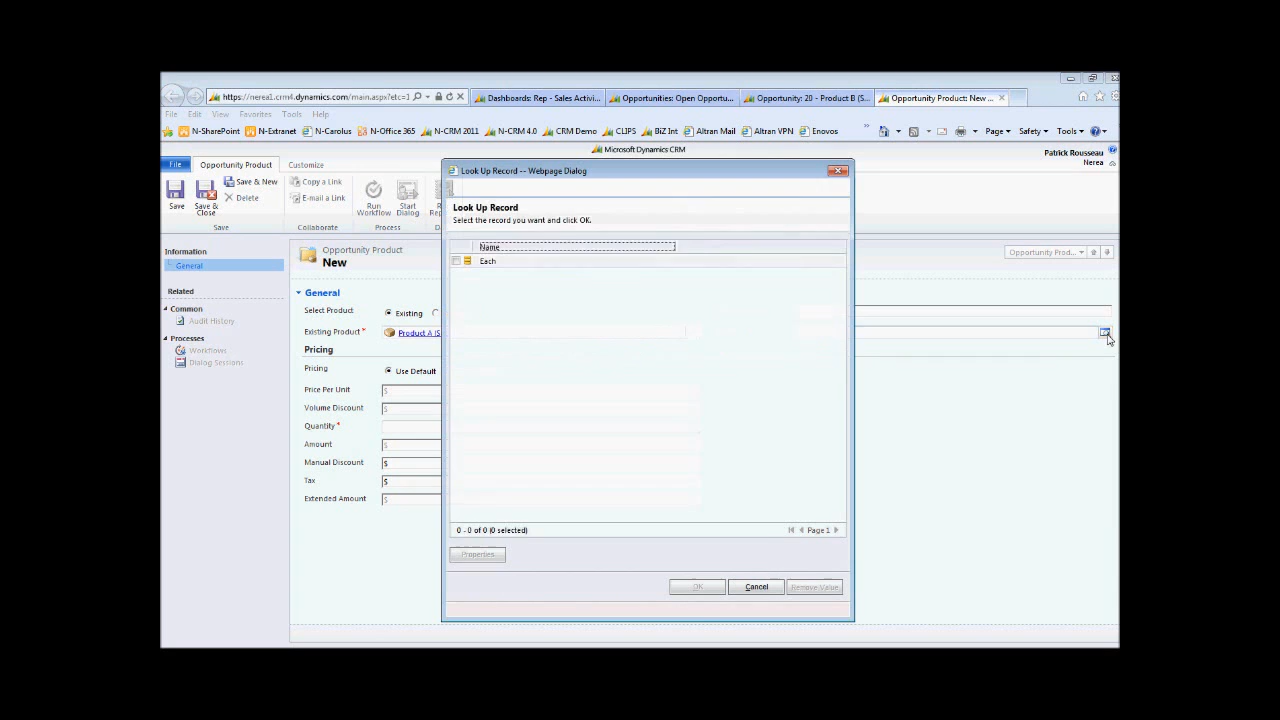 https://nerea1.crm4.dynamics.com/main.aspx?etc=1
Dashboards: Rep - Sales Activi...
Opportunities: Open Opportu...
Opportunity: 20 - Product B (S...
Opportunity Product: New ...
File Edit View Favorites Tools Help
N-SharePoint N-Extranet N-Carolus N-Office 365 N-CRM 2011 N-CRM 4.0 CRM Demo CLIPS BiZ Int Altran Mail Altran VPN Enovos » Page Safety Tools
Microsoft Dynamics CRM
File Opportunity Product Customize
Patrick Rousseau
Nerea
Save
Save & Close
Save & New
Delete
Save
Copy a Link
E-mail a Link
Collaborate
Run Workflow
Start Dialog
Process
Information
General
Related
Common
Audit History
Processes
Workflows
Dialog Sessions
Opportunity Product
New
Opportunity Prod...
General
Select Product Existing
Existing Product * Product A (S
Pricing
Pricing Use Default
Price Per Unit $
Volume Discount $
Quantity *
Amount $
Manual Discount $
Tax $
Extended Amount $
Look Up Record -- Webpage Dialog
Look Up Record
Select the record you want and click OK.
Name
Each
0 - 0 of 0 (0 selected)
Page 1
Properties
OK Cancel Remove Value